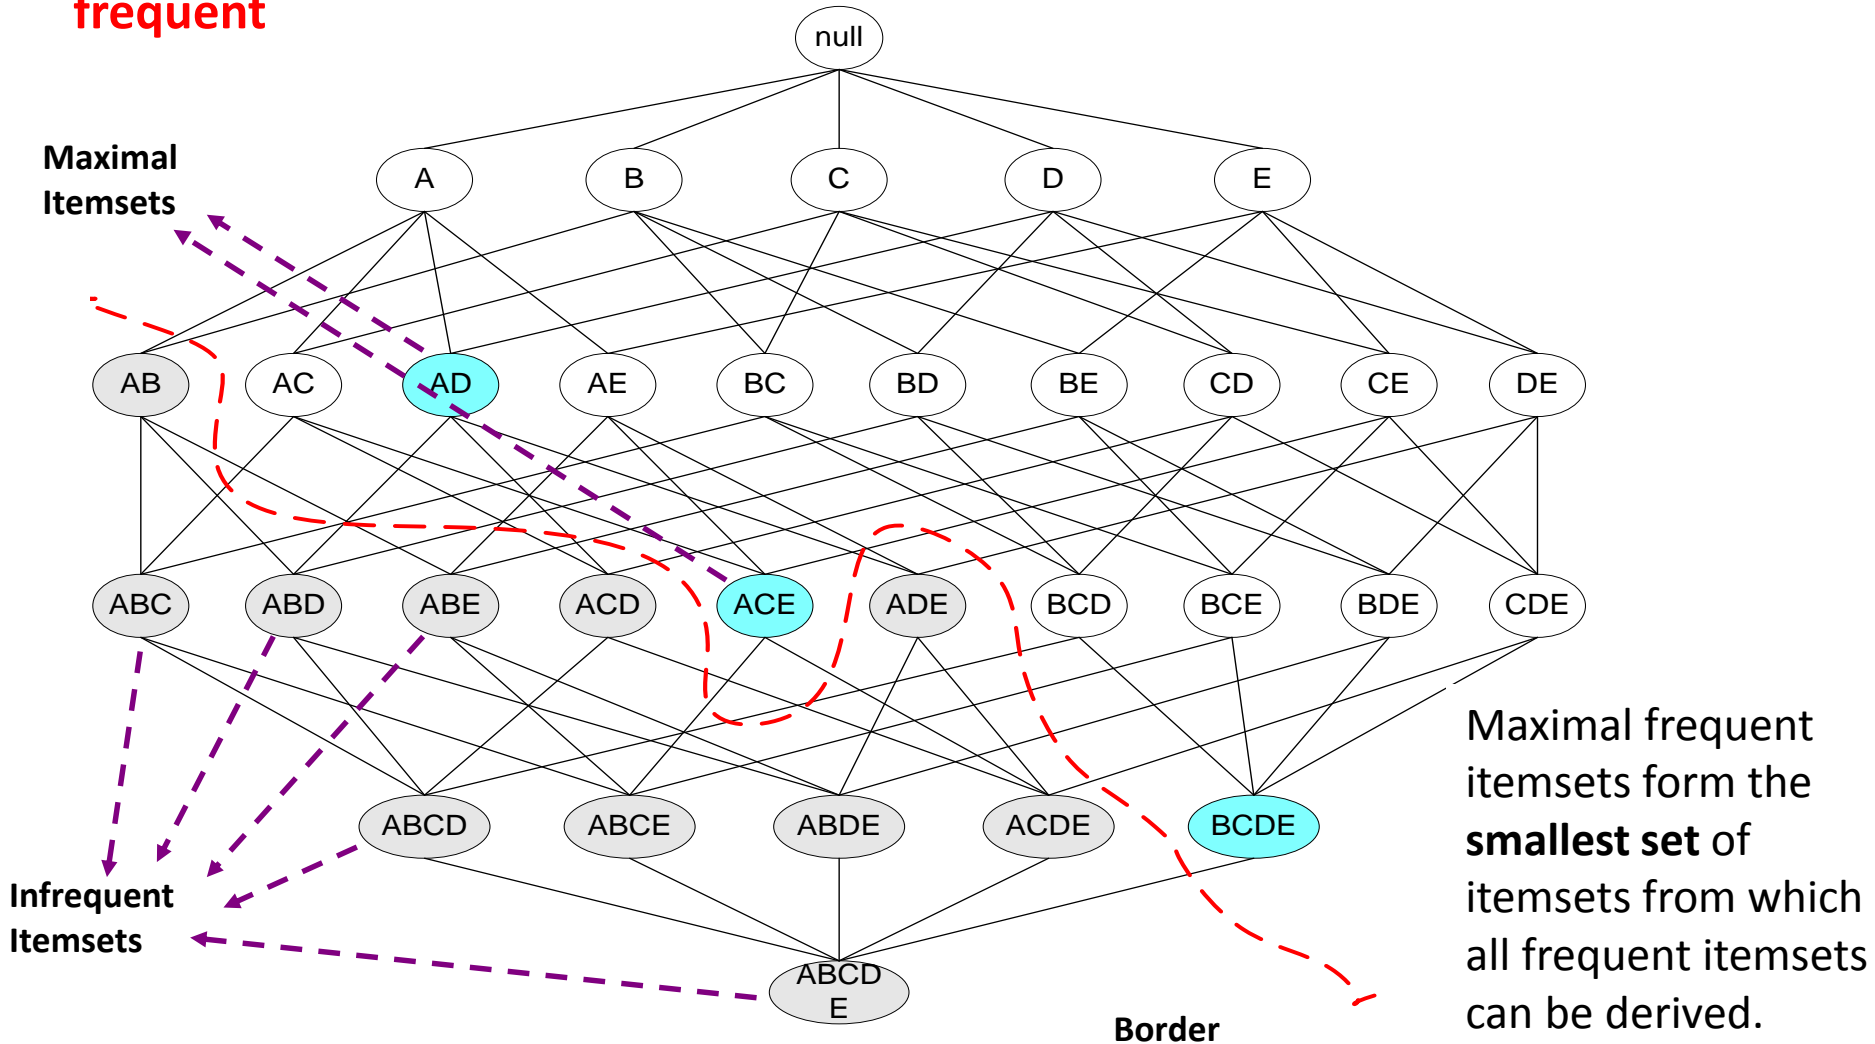 frequent
null
Maximal
Itemsets
A B C D E
AB AC AD AE BC BD BE CD CE DE
ABC ABD ABE ACD ACE ADE BCD BCE BDE CDE
ABCD ABCE ABDE ACDE BCDE
Infrequent
Itemsets
ABCD
E
Border
Maximal frequent
itemsets form the
smallest set of
itemsets from which
all frequent itemsets
can be derived.